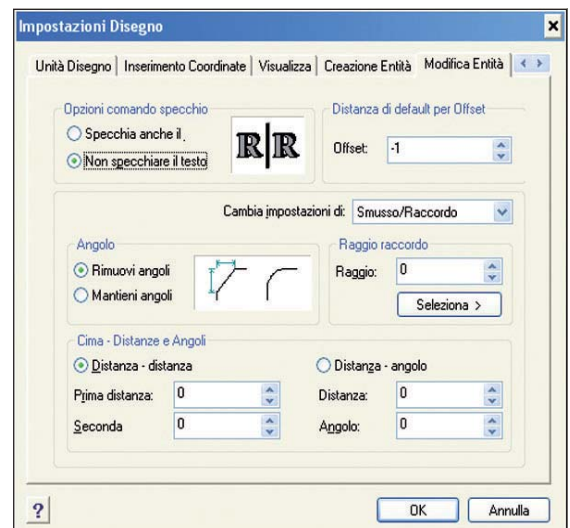 Impostazioni Disegno
Unità Disegno
Inserimento Coordinate
Visualizza
Creazione Entità
Modifica Entità
Opzioni comando specchio
Specchia anche il.
Non specchiare il testo
R R
Distanza di default per Offset
Offset: -1
Cambia impostazioni di: Smusso/Raccordo
Angolo
Rimuovi angoli
Mantieni angoli
Raggio raccordo
Raggio: 0
Seleziona >
Cima - Distanze e Angoli
Distanza - distanza
Prima distanza: 0
Seconda 0
Distanza - angolo
Distanza: 0
Angolo: 0
?
OK
Annulla